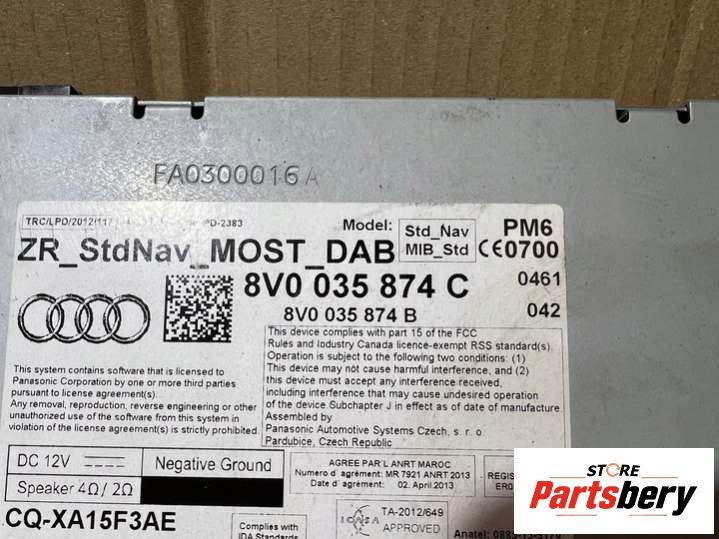 FA0300016A
TRC/LPD/2012/11 D-2383
Model: Std_Nav MIB_Std
PM6
ZR_StdNav_MOST_DAB
CE0700
8V0 035 874 C
0461
8V0 035 874 B
042
This device complies with part 15 of the FCC
Rules and Industry Canada licence-exempt RSS standard(s).
Operation is subject to the following two conditions: (1)
This device may not cause harmful interference, and (2)
this device must accept any interference received,
including interference that may cause undesired operation
of the device Subchapter J in effect as of date of manufacture.
Assembled by
Panasonic Automotive Systems Czech, s. r. o.
Pardubice, Czech Republic
This system contains software that is licensed to
Panasonic Corporation by one or more third parties
pursuant to license agreement(s).
Any removal, reproduction, reverse engineering or other
unauthorized use of the software in this system in
violation of the license agreement(s) is strictly prohibited.
DC 12V
Negative Ground
Speaker 4Ω/ 2Ω
AGREE PAR L'ANRT MAROC
Numero d'agrément: MR 7921 ANRT 2013
Date d'agrément: 02. April.2013
REGIS
ER0
CQ-XA15F3AE
Complies with
IDA Standards
ICASA
TA-2012/649
APPROVED
Anatel:
STORE
Partsbery